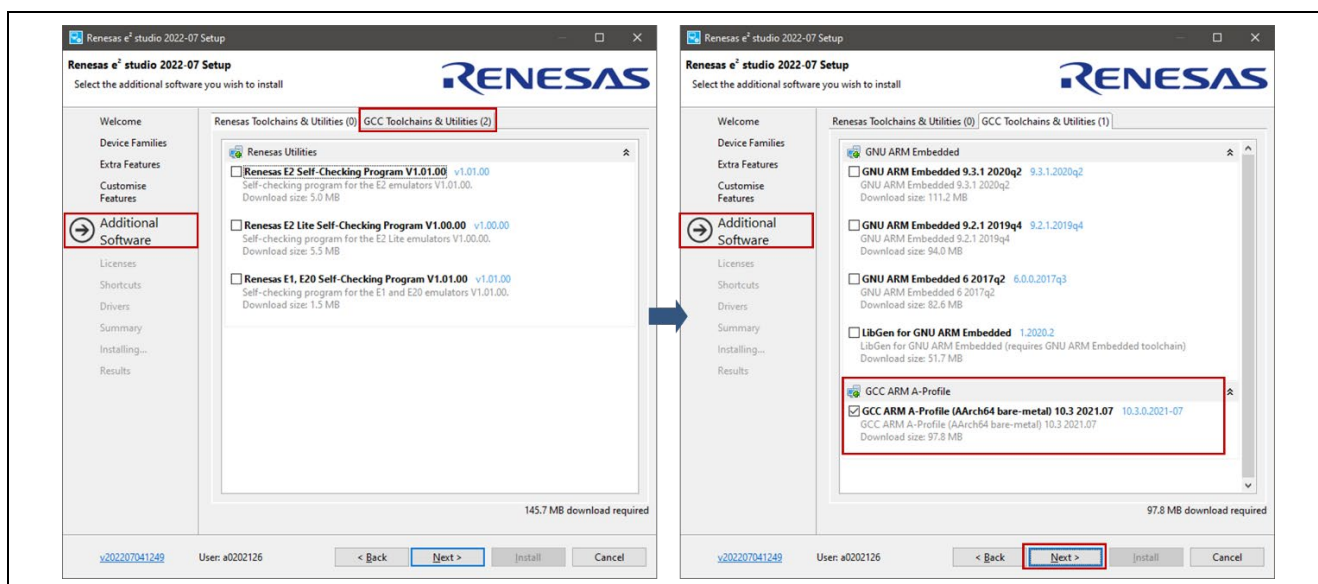 Renesas e² studio 2022-07 Setup
Renesas e² studio 2022-07 Setup
Select the additional software you wish to install
RENESAS
Welcome
Device Families
Extra Features
Customise
Features
Additional
Software
Licenses
Shortcuts
Drivers
Summary
Installing...
Results
Renesas Toolchains & Utilities (0) GCC Toolchains & Utilities (2)
Renesas Utilities
Renesas E2 Self-Checking Program V1.01.00 v1.01.00
Self-checking program for the E2 emulators V1.01.00.
Download size: 5.0 MB
Renesas E2 Lite Self-Checking Program V1.00.00 v1.00.00
Self-checking program for the E2 Lite emulators V1.00.00.
Download size: 5.5 MB
Renesas E1, E20 Self-Checking Program V1.01.00 v1.01.00
Self-checking program for the E1 and E20 emulators V1.01.00.
Download size: 1.5 MB
145.7 MB download required
v202207041249 User: a0202126 < Back Next > Install Cancel
Renesas e² studio 2022-07 Setup
Renesas e² studio 2022-07 Setup
Select the additional software you wish to install
RENESAS
Welcome
Device Families
Extra Features
Customise
Features
Additional
Software
Licenses
Shortcuts
Drivers
Summary
Installing...
Results
Renesas Toolchains & Utilities (0) GCC Toolchains & Utilities (1)
GNU ARM Embedded
GNU ARM Embedded 9.3.1 2020q2 9.3.1.2020q2
GNU ARM Embedded 9.3.1 2020q2
Download size: 111.2 MB
GNU ARM Embedded 9.2.1 2019q4 9.2.1.2019q4
GNU ARM Embedded 9.2.1 2019q4
Download size: 94.0 MB
GNU ARM Embedded 6 2017q2 6.0.0.2017q3
GNU ARM Embedded 6 2017q2
Download size: 82.6 MB
LibGen for GNU ARM Embedded 1.2020.2
LibGen for GNU ARM Embedded (requires GNU ARM Embedded toolchain)
Download size: 51.7 MB
GCC ARM A-Profile
GCC ARM A-Profile (AArch64 bare-metal) 10.3 2021.07 10.3.0.2021-07
GCC ARM A-Profile (AArch64 bare-metal) 10.3 2021.07
Download size: 97.8 MB
97.8 MB download required
v202207041249 User: a0202126 < Back Next > Install Cancel